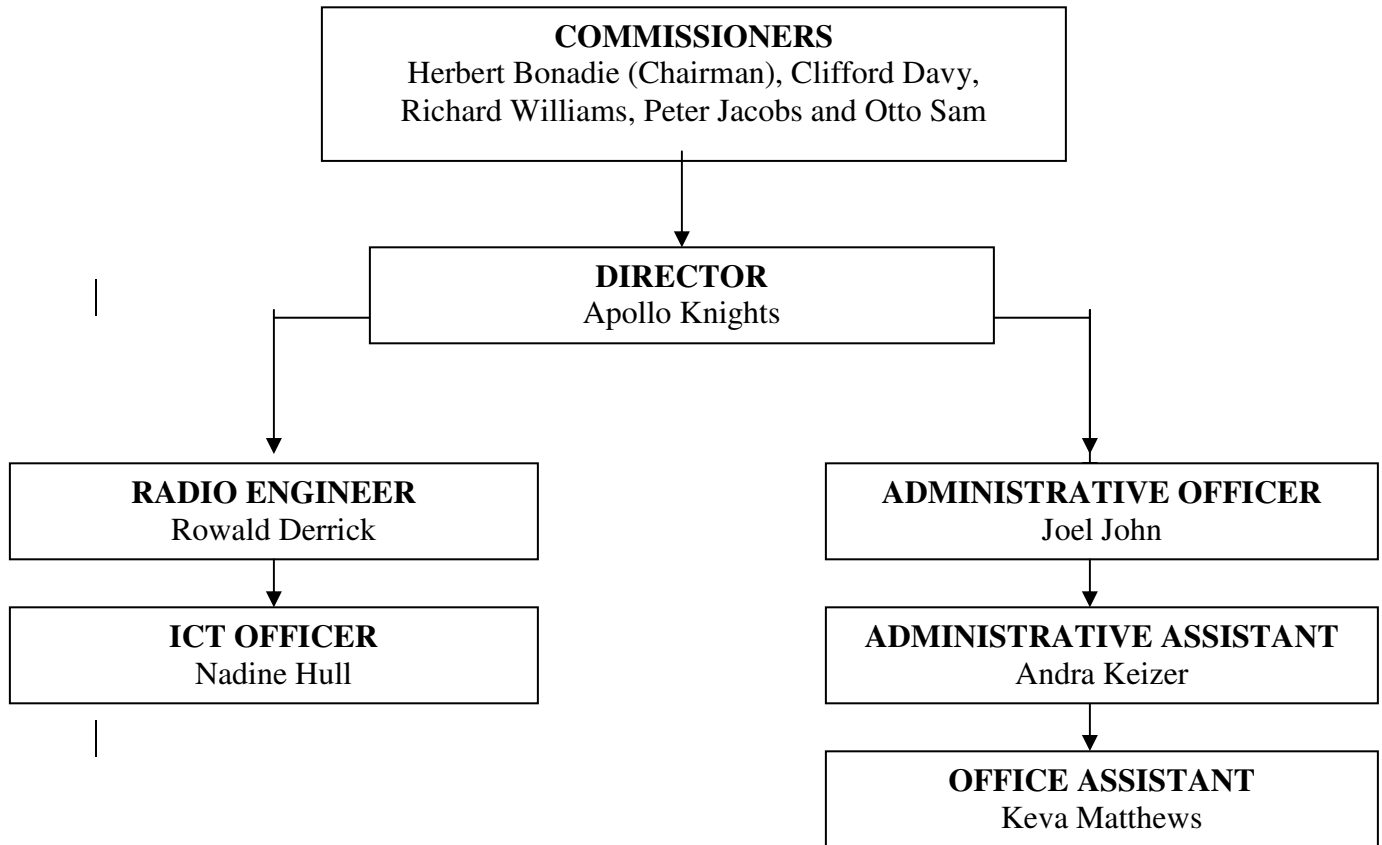 COMMISSIONERS
Herbert Bonadie (Chairman), Clifford Davy,
Richard Williams, Peter Jacobs and Otto Sam
DIRECTOR
Apollo Knights
RADIO ENGINEER
Rowald Derrick
ICT OFFICER
Nadine Hull
ADMINISTRATIVE OFFICER
Joel John
ADMINISTRATIVE ASSISTANT
Andra Keizer
OFFICE ASSISTANT
Keva Matthews